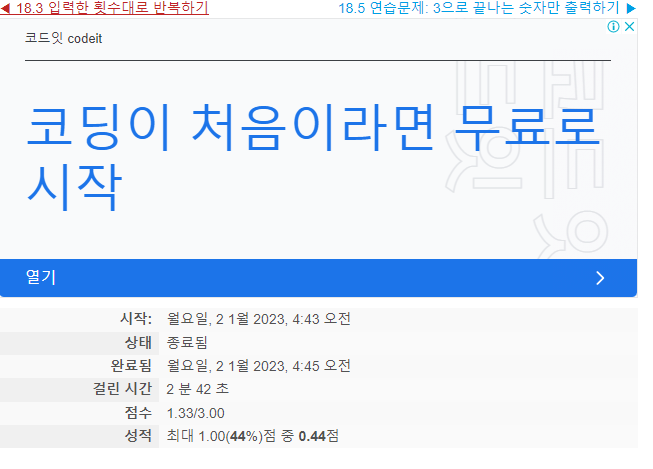 ◀ 18.3 입력한 횟수대로 반복하기
18.5 연습문제: 3으로 끝나는 숫자만 출력하기 ▶
코드잇 codeit
코딩이 처음이라면 무료로
시작
코드잇
열기
시작: 월요일, 2 1월 2023, 4:43 오전
상태 종료됨
완료됨 월요일, 2 1월 2023, 4:45 오전
걸린 시간 2 분 42 초
점수 1.33/3.00
성적 최대 1.00(44%)점 중 0.44점